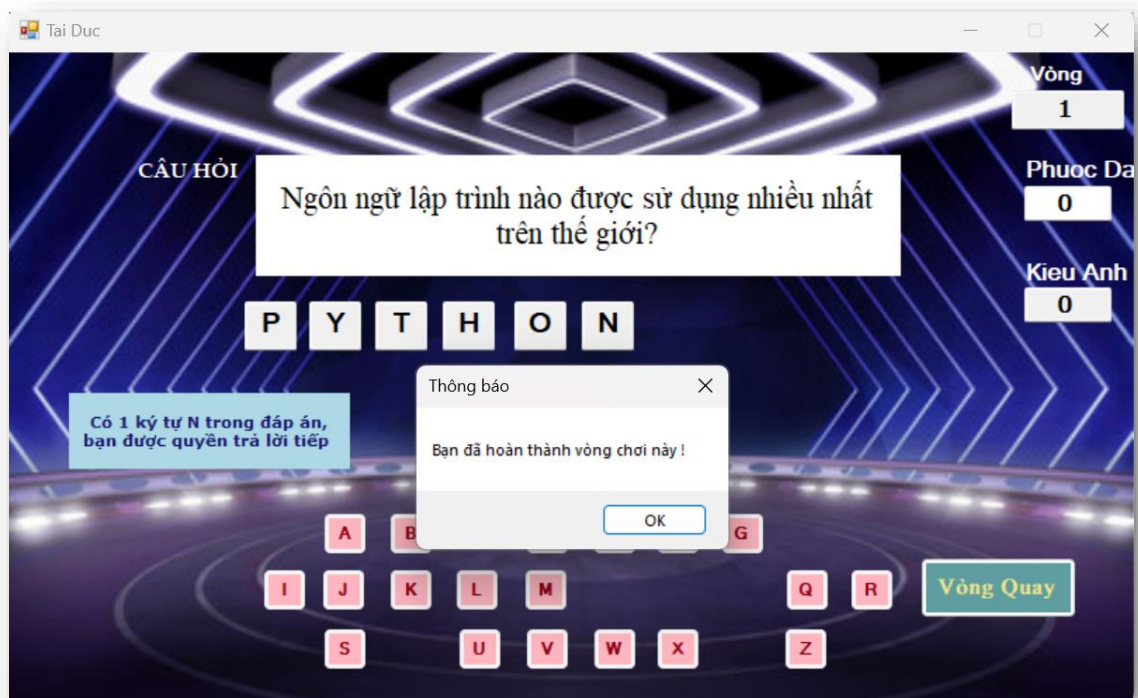 Tai Duc
Vòng
1
CÂU HỎI
Ngôn ngữ lập trình nào được sử dụng nhiều nhất
trên thế giới?
Phuoc Da
0
Kieu Anh
0
P Y T H O N
Thông báo
Có 1 ký tự N trong đáp án,
bạn được quyền trả lời tiếp
Bạn đã hoàn thành vòng chơi này !
OK
A B G
I J K L M Q R
Vòng Quay
S U V W X Z